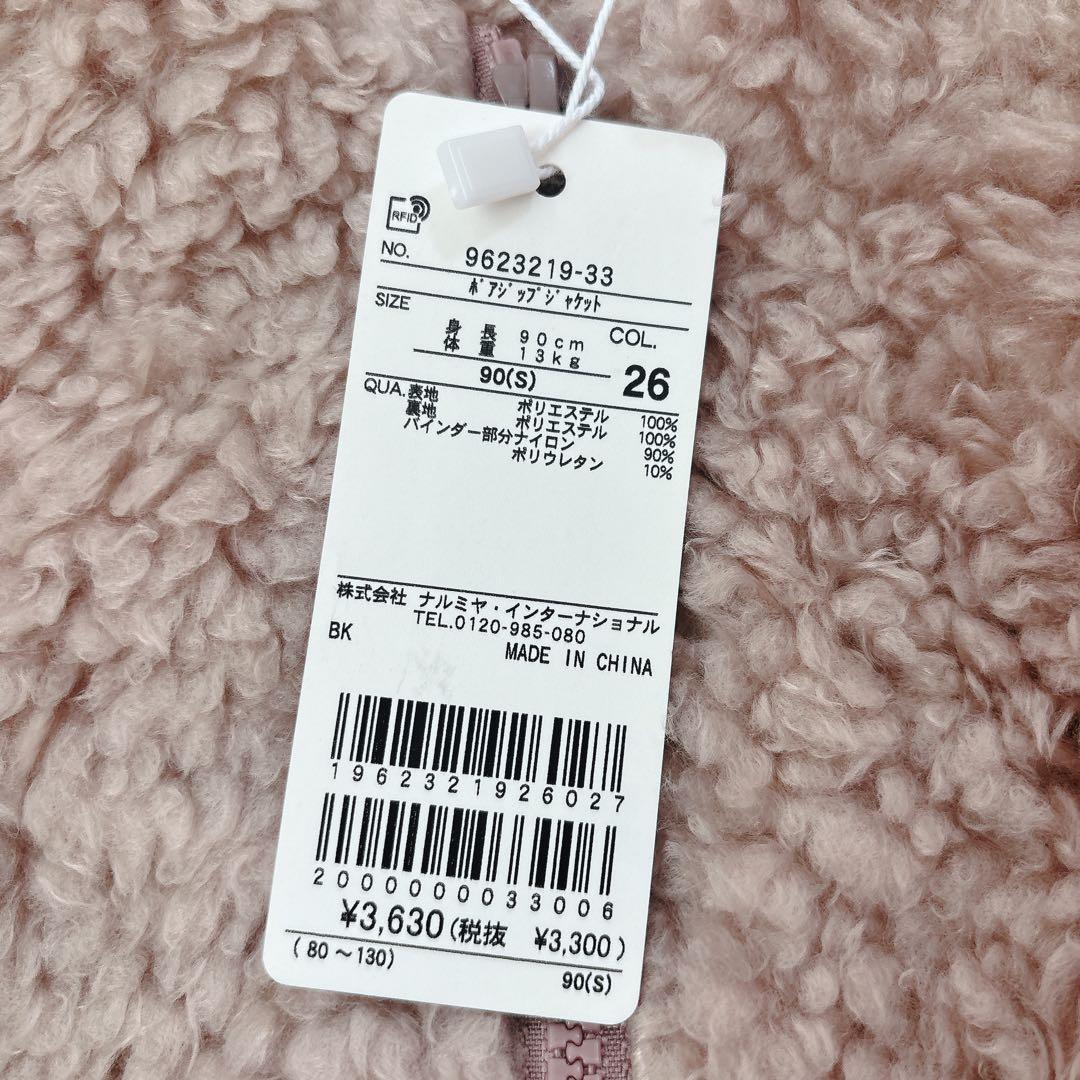 RFID
NO. 9623219-33
ﾎﾞｱｼﾞｯﾌﾟｼﾞｬｹｯﾄ
SIZE COL.
身長 90cm
体重 13kg
90(S) 26
QUA.表地 ポリエステル 100%
裏地 ポリエステル 100%
バインダー部分ナイロン 90%
ポリウレタン 10%
株式会社 ナルミヤ・インターナショナル
TEL.0120-985-080
BK MADE IN CHINA
1962321926027
2000000033006
¥3,630(税抜 ¥3,300)
(80～130)
90(S)